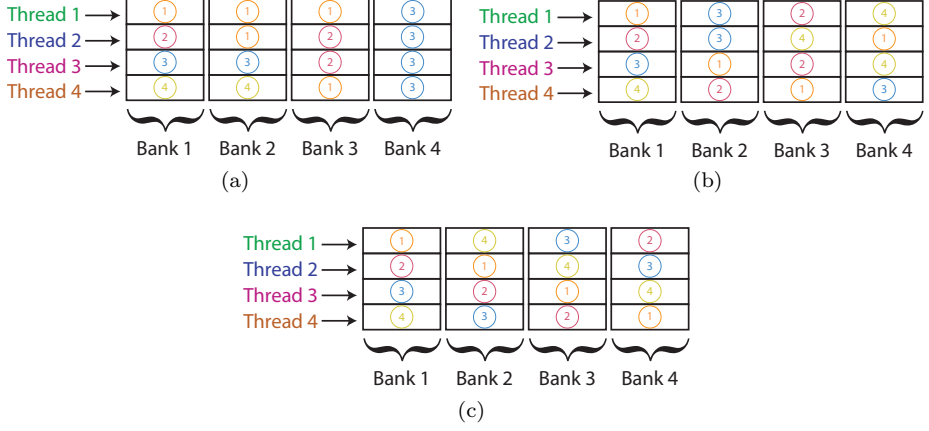 Thread 1 1 1 1 3
Thread 2 2 1 2 3
Thread 3 3 3 2 3
Thread 4 4 4 1 3
Bank 1 Bank 2 Bank 3 Bank 4
(a)
Thread 1 1 3 2 4
Thread 2 2 3 4 1
Thread 3 3 1 2 4
Thread 4 4 2 1 3
Bank 1 Bank 2 Bank 3 Bank 4
(b)
Thread 1 1 4 3 2
Thread 2 2 1 4 3
Thread 3 3 2 1 4
Thread 4 4 3 2 1
Bank 1 Bank 2 Bank 3 Bank 4
(c)